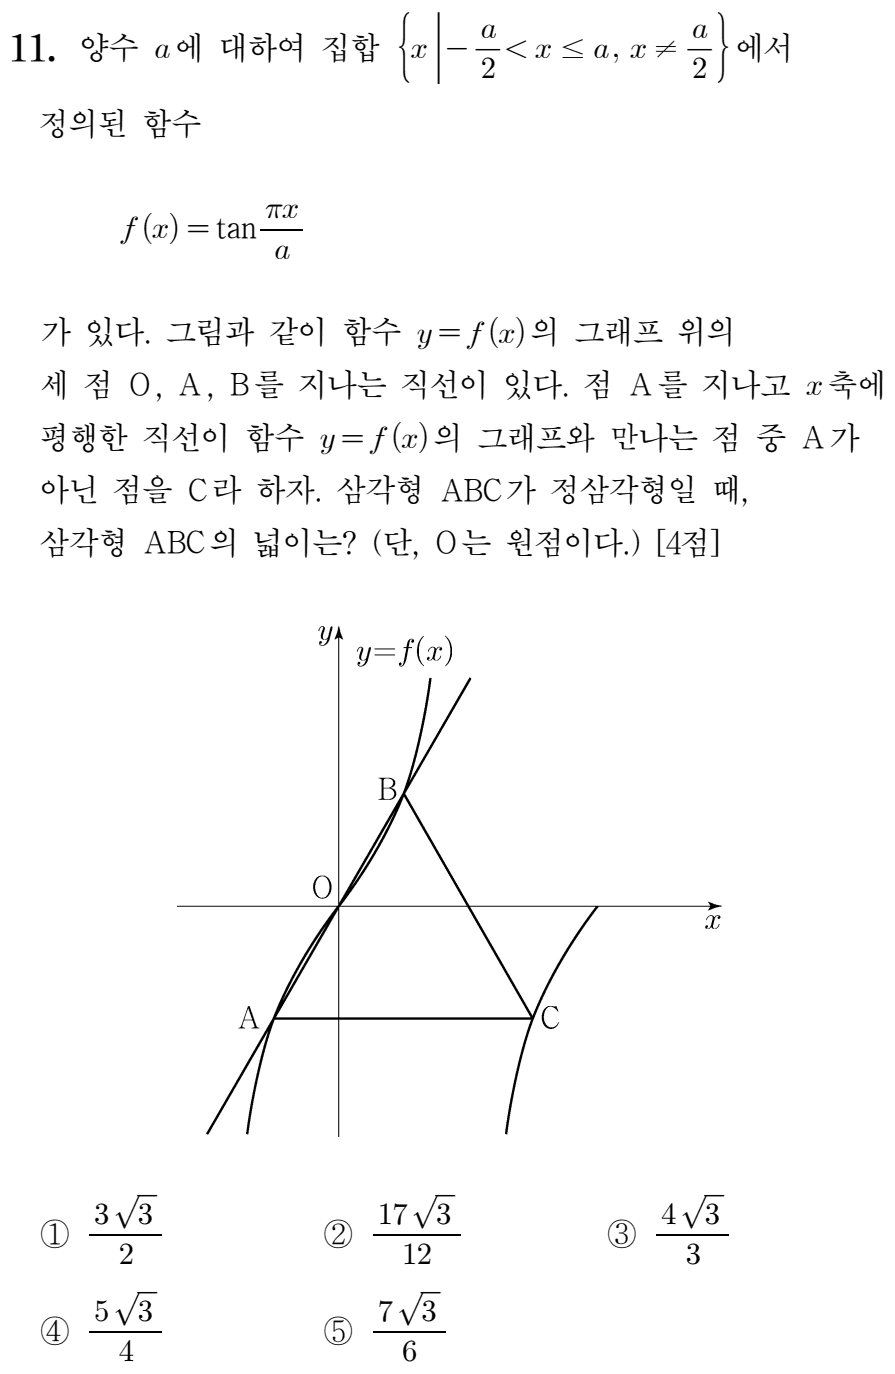 11. 양수 a에 대하여 집합 {x | -a/2 < x ≤ a, x ≠ a/2}에서
정의된 함수
f(x) = tan πx/a
가 있다. 그림과 같이 함수 y=f(x)의 그래프 위의
세 점 O, A, B를 지나는 직선이 있다. 점 A를 지나고 x축에
평행한 직선이 함수 y=f(x)의 그래프와 만나는 점 중 A가
아닌 점을 C라 하자. 삼각형 ABC가 정삼각형일 때,
삼각형 ABC의 넓이는? (단, O는 원점이다.) [4점]
y
y=f(x)
B
O
x
A
C
① 3√3/2 ② 17√3/12 ③ 4√3/3
④ 5√3/4 ⑤ 7√3/6